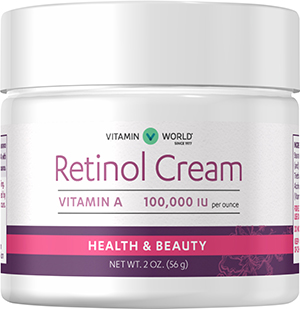 VITAMIN WORLD®
SINCE 1977
Retinol Cream
VITAMIN A 100,000 IU per ounce
HEALTH & BEAUTY
NET WT. 2 OZ. (56 g)